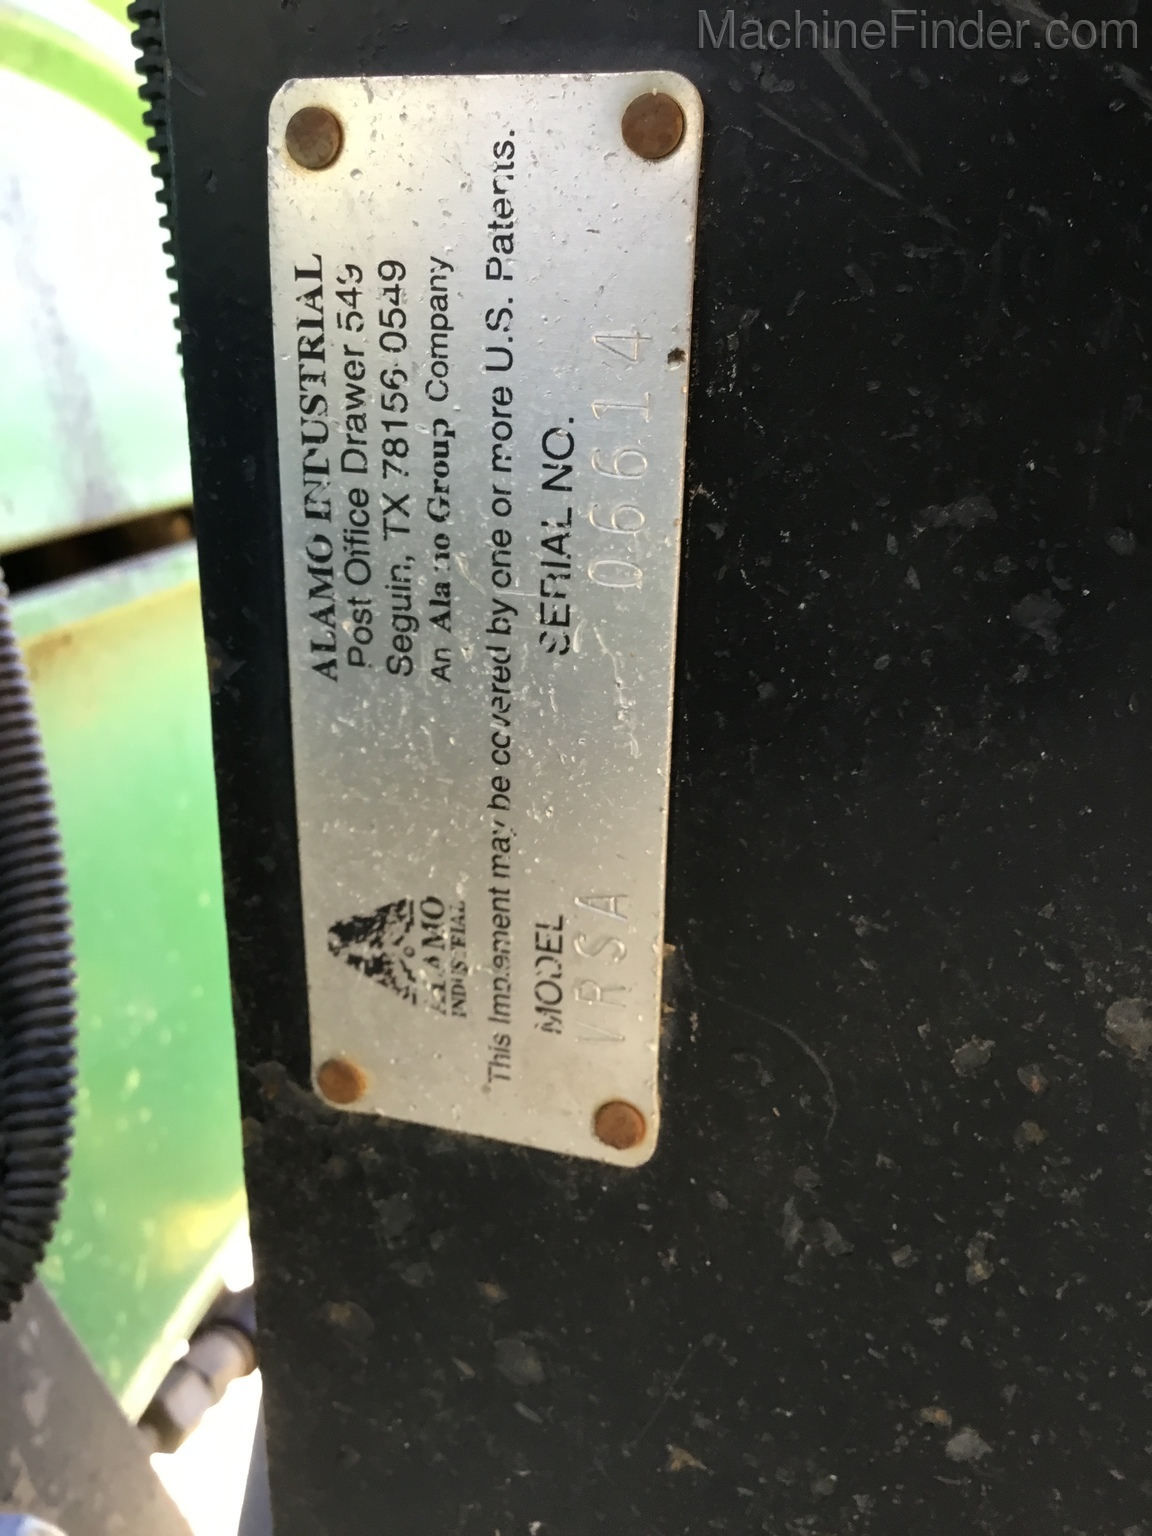 MachineFinder.com
ALAMO INDUSTRIAL
Post Office Drawer 549
Seguin, TX 78156-0549
An Alamo Group Company
ALAMO
INDUSTRIAL
This Implement may be covered by one or more U.S. Patents.
MODEL SERIAL NO.
VRSA 06614